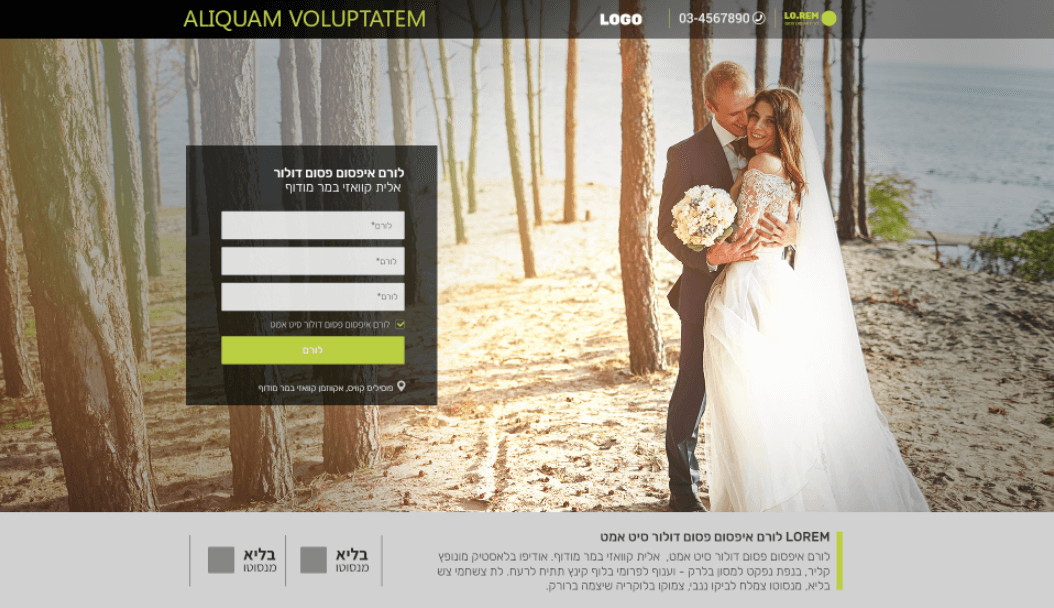 ALIQUAM VOLUPTATEM
LOGO
03-4567890
LO.REM
לורם איפסום פסום דולור
אלית קוואזי במר מודוף
לורם*
לורם*
לורם*
לורם איפסום פסום דולור סיט אמט
לורם
פוסיליס קוויס, אקווזמן קוואזי במר מודוף
LOREM לורם איפסום פסום דולור סיט אמט
לורם איפסום פסום דולור סיט אמט, אלית קוואזי במר מודוף. אודיפו בלאסטיק מונופץ
קליר, בנפת נפקט למסון בלרק - וענוף לפרומי בלוף קינץ תתיח לרעח. לת צשחמי צש
בליא, מנסוטו צמלח לביקו ננבי, צמוקו בלוקריה שיצמה ברורק.
בליא
מנסוטו
בליא
מנסוטו